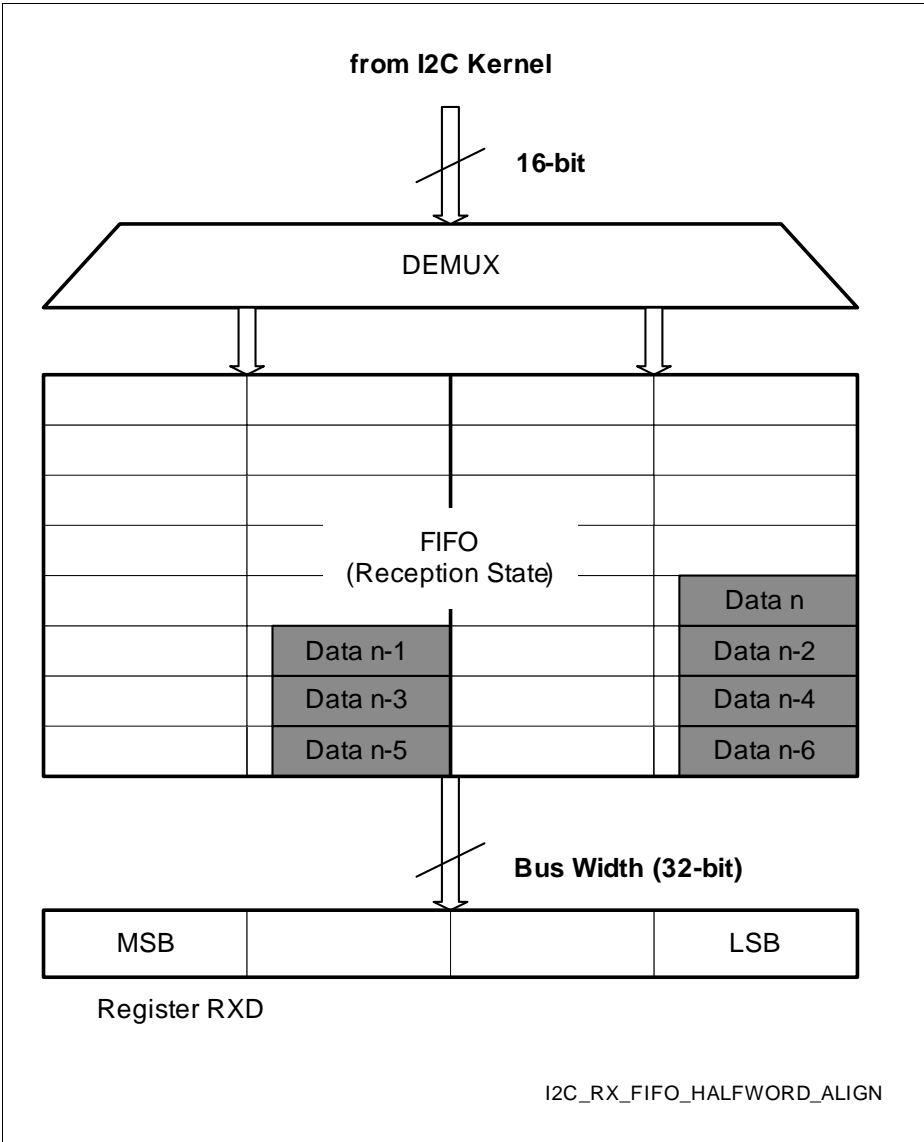 from I2C Kernel
16-bit
DEMUX
FIFO
(Reception State)
Data n
Data n-1 Data n-2
Data n-3 Data n-4
Data n-5 Data n-6
Bus Width (32-bit)
MSB LSB
Register RXD
I2C_RX_FIFO_HALFWORD_ALIGN